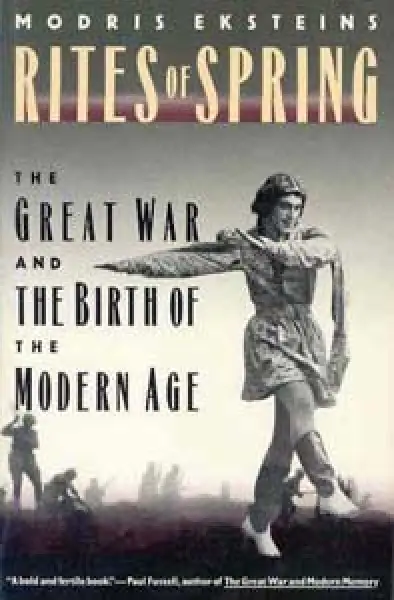 MODRIS EKSTEINS
RITES OF SPRING
THE
GREAT WAR
AND
THE BIRTH OF
THE
MODERN AGE
"A bold and fertile book."—Paul Fussell, author of The Great War and Modern Memory